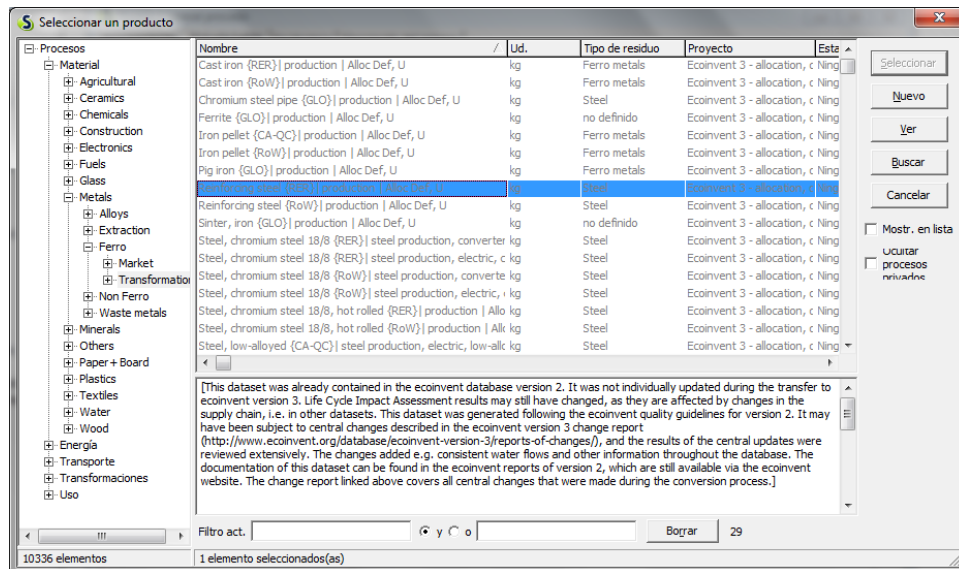 Seleccionar un producto
Procesos
Material
Agricultural
Ceramics
Chemicals
Construction
Electronics
Fuels
Glass
Metals
Alloys
Extraction
Ferro
Market
Transformation
Non Ferro
Waste metals
Minerals
Others
Paper+ Board
Plastics
Textiles
Water
Wood
Energía
Transporte
Transformaciones
Uso
Nombre / Ud. Tipo de residuo Proyecto Esta
Cast iron {RER}| production | Alloc Def, U kg Ferro metals Ecoinvent 3 - allocation, c Ning
Cast iron {RoW}| production | Alloc Def, U kg Ferro metals Ecoinvent 3 - allocation, c Ning
Chromium steel pipe {GLO}| production | Alloc Def, U kg Steel Ecoinvent 3 - allocation, c Ning
Ferrite {GLO}| production | Alloc Def, U kg no definido Ecoinvent 3 - allocation, c Ning
Iron pellet {CA-QC}| production | Alloc Def, U kg Ferro metals Ecoinvent 3 - allocation, c Ning
Iron pellet {RoW}| production | Alloc Def, U kg Ferro metals Ecoinvent 3 - allocation, c Ning
Pig iron {GLO}| production | Alloc Def, U kg Ferro metals Ecoinvent 3 - allocation, c Ning
Reinforcing steel {RER}| production | Alloc Def, U kg Steel Ecoinvent 3 - allocation, c Ning
Reinforcing steel {RoW}| production | Alloc Def, U kg Steel Ecoinvent 3 - allocation, c Ning
Sinter, iron {GLO}| production | Alloc Def, U kg no definido Ecoinvent 3 - allocation, c Ning
Steel, chromium steel 18/8 {RER}| steel production, converter kg Steel Ecoinvent 3 - allocation, c Ning
Steel, chromium steel 18/8 {RER}| steel production, electric, c kg Steel Ecoinvent 3 - allocation, c Ning
Steel, chromium steel 18/8 {RoW}| steel production, converte kg Steel Ecoinvent 3 - allocation, c Ning
Steel, chromium steel 18/8 {RoW}| steel production, electric, kg Steel Ecoinvent 3 - allocation, c Ning
Steel, chromium steel 18/8, hot rolled {RER}| production | Allo kg Steel Ecoinvent 3 - allocation, c Ning
Steel, chromium steel 18/8, hot rolled {RoW}| production | Allo kg Steel Ecoinvent 3 - allocation, c Ning
Steel, low-alloyed {CA-QC}| steel production, electric, low-allo kg Steel Ecoinvent 3 - allocation, c Ning
[This dataset was already contained in the ecoinvent database version 2. It was not individually updated during the transfer to
ecoinvent version 3. Life Cycle Impact Assessment results may still have changed, as they are affected by changes in the
supply chain, i.e. in other datasets. This dataset was generated following the ecoinvent quality guidelines for version 2. It may
have been subject to central changes described in the ecoinvent version 3 change report
(http://www.ecoinvent.org/database/ecoinvent-version-3/reports-of-changes/), and the results of the central updates were
reviewed extensively. The changes added e.g. consistent water flows and other information throughout the database. The
documentation of this dataset can be found in the ecoinvent reports of version 2, which are still available via the ecoinvent
website. The change report linked above covers all central changes that were made during the conversion process.]
Filtro act. y o Borrar 29
Seleccionar
Nuevo
Ver
Buscar
Cancelar
Mostr. en lista
Ocultar
procesos
privados
10336 elementos 1 elemento seleccionados(as)